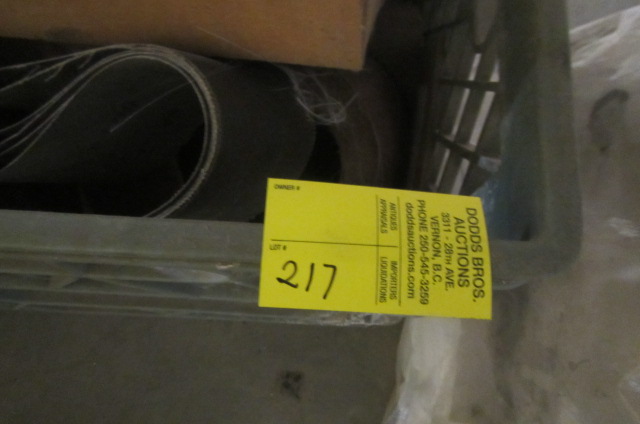 DODDS BROS.
AUCTIONS
3311 - 28TH AVE.
VERNON, B.C.
PHONE 250-545-3259
doddsauctions.com
ANTIQUES
APPRAISALS
IMPORTERS
LIQUIDATIONS
OWNER #
LOT #
217